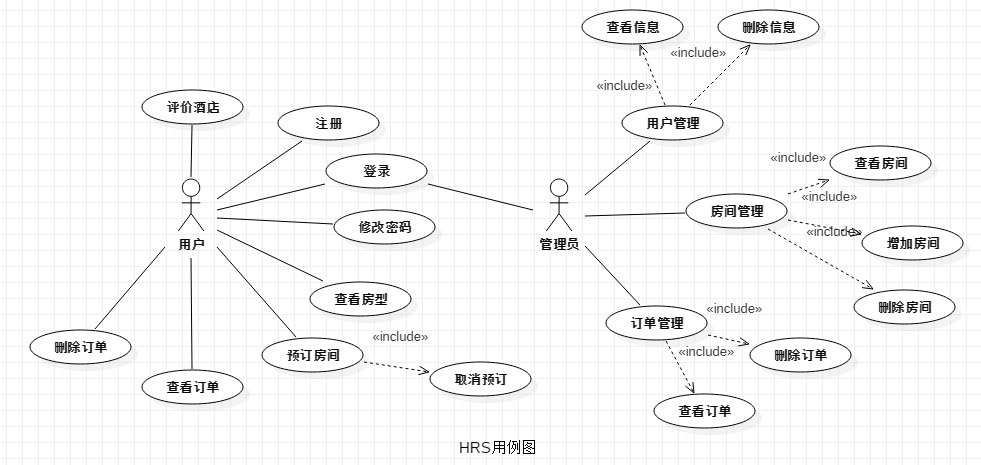 查看信息
删除信息
«include»
«include»
评价酒店
注册
用户管理
登录
«include»
查看房间
«include»
修改密码
房间管理
«include»
增加房间
用户
管理员
查看房型
删除房间
«include»
订单管理
«include»
«include»
删除订单
预订房间
删除订单
取消预订
查看订单
查看订单
HRS用例图